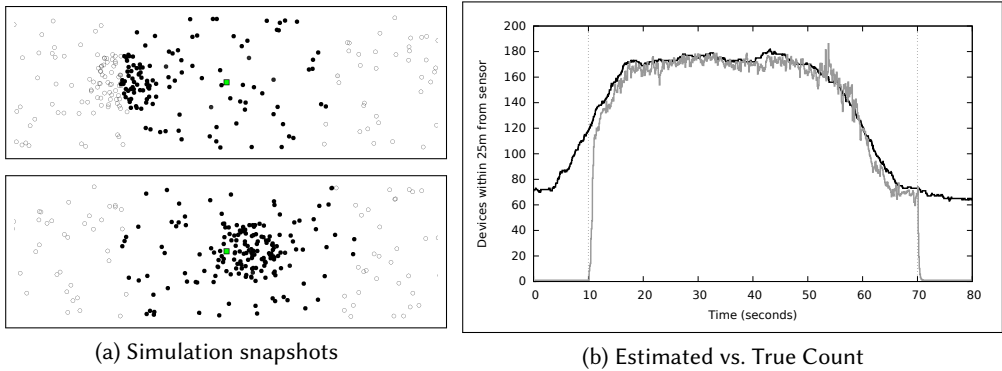 200
180
160
140
120
100
80
60
40
20
0
Devices within 25m from sensor
0 10 20 30 40 50 60 70 80
Time (seconds)
(a) Simulation snapshots
(b) Estimated vs. True Count